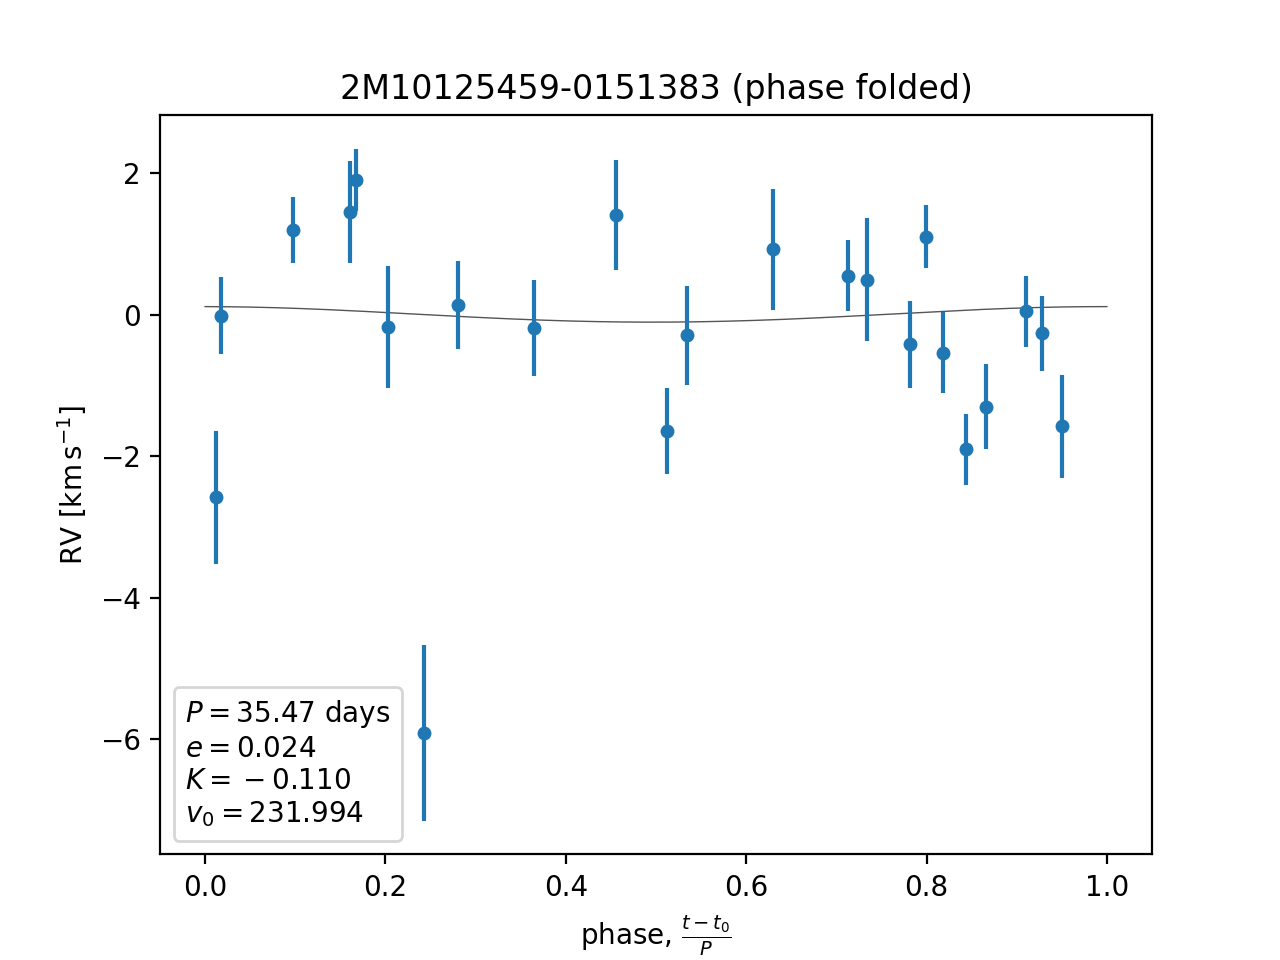 2M10125459-0151383 (phase folded)
RV [km s⁻¹]
2
0
−2
−4
−6
P = 35.47 days
e = 0.024
K = −0.110
v₀ = 231.994
0.0 0.2 0.4 0.6 0.8 1.0
phase, (t − t₀)/P